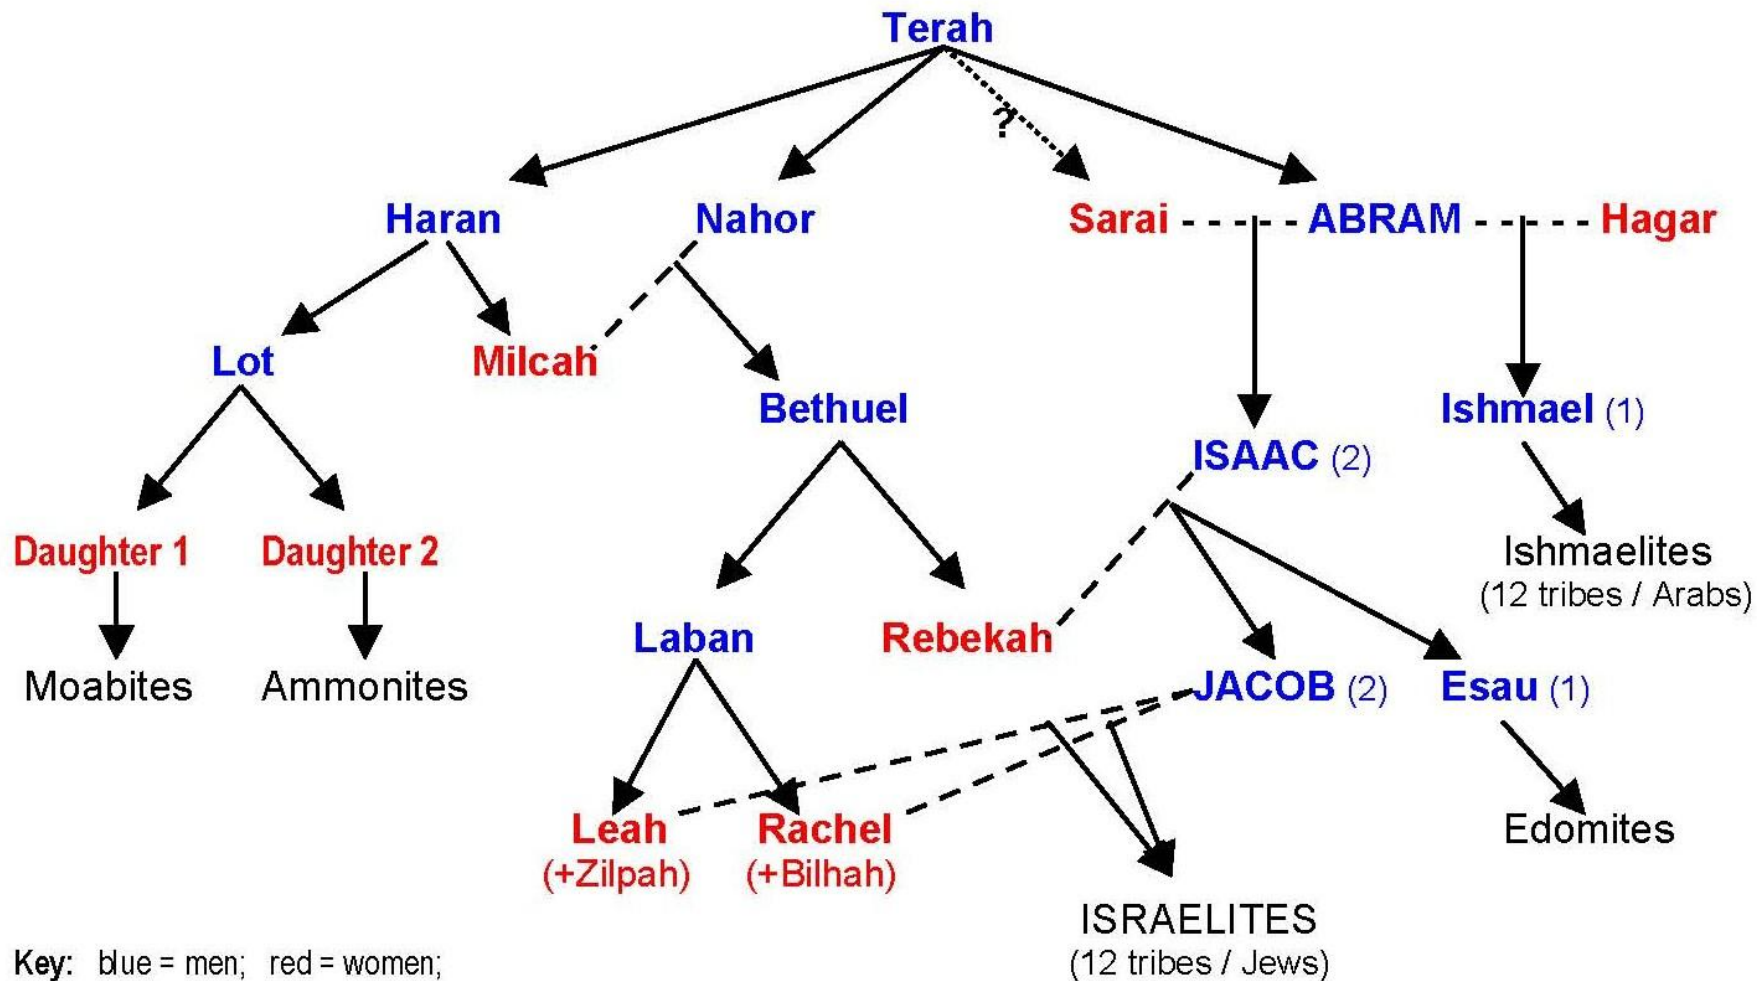 Terah
?
Haran
Nahor
Sarai
ABRAM
Hagar
Lot
Milcah
Bethuel
Ishmael (1)
ISAAC (2)
Daughter 1
Daughter 2
Ishmaelites
(12 tribes / Arabs)
Laban
Rebekah
Moabites
Ammonites
JACOB (2)
Esau (1)
Leah
(+Zilpah)
Rachel
(+Bilhah)
Edomites
ISRAELITES
(12 tribes / Jews)
Key: blue = men; red = women;